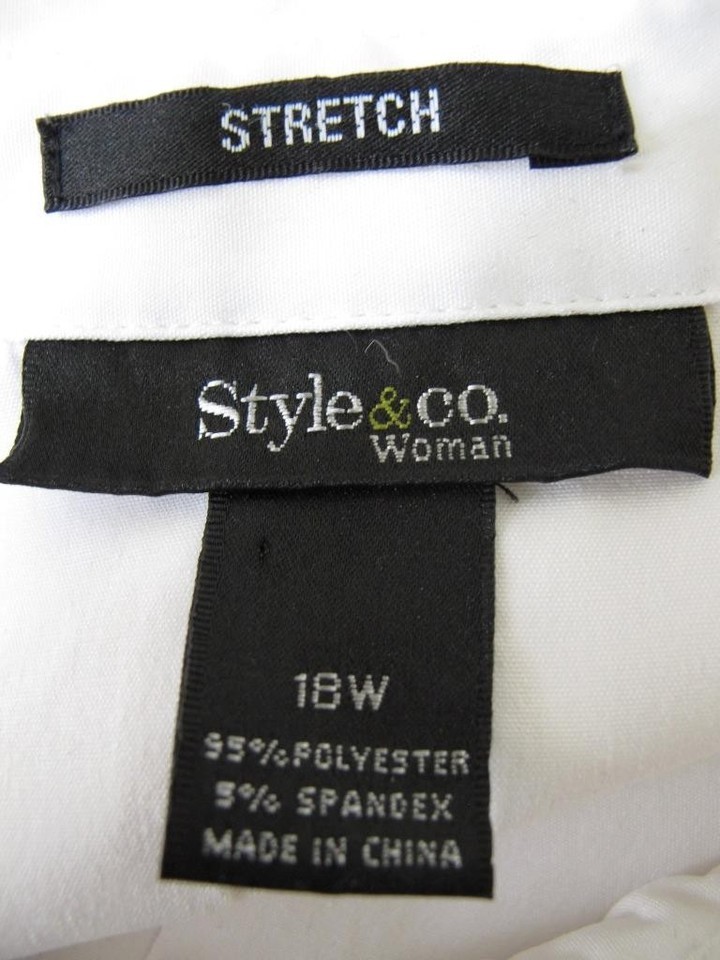 STRETCH
Style&co.
Woman
18W
95% POLYESTER
5% SPANDEX
MADE IN CHINA